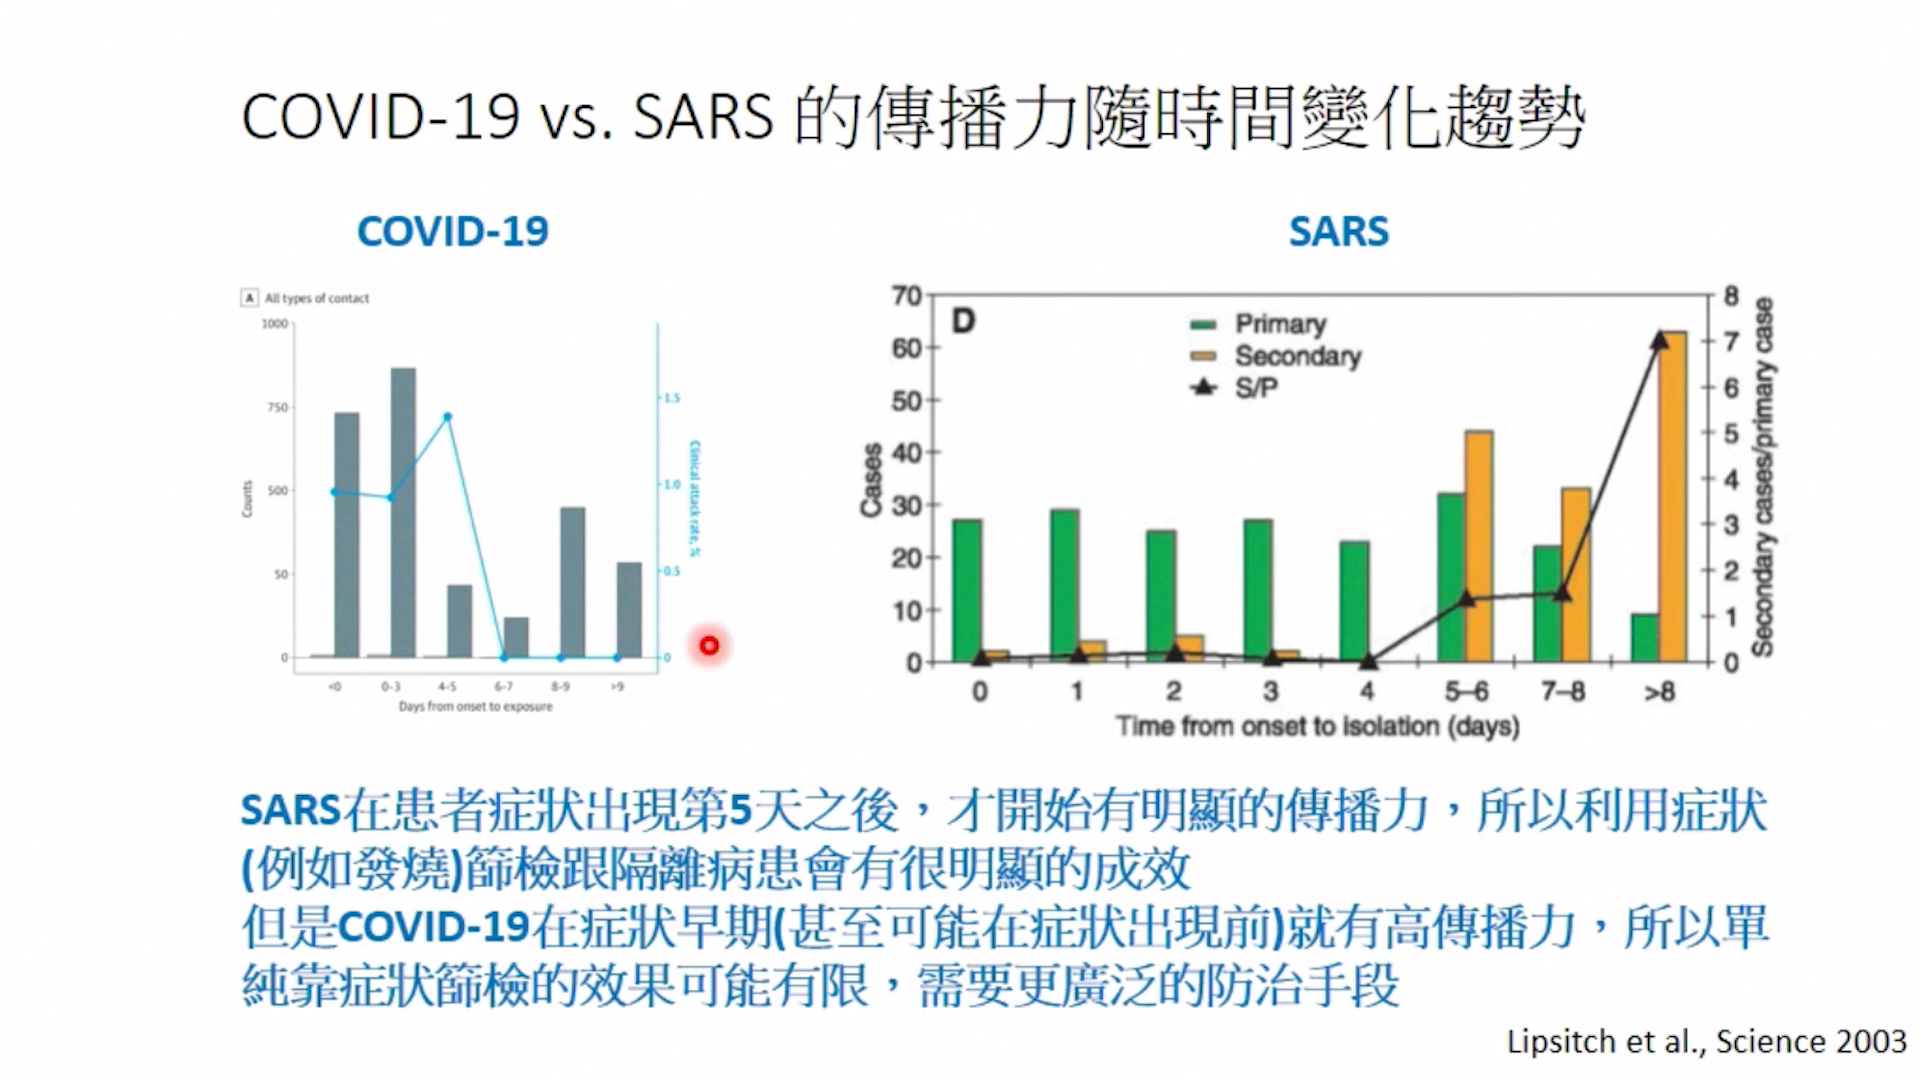 COVID-19 vs. SARS 的傳播力隨時間變化趨勢
COVID-19
SARS
A All types of contact
1000
750
500
50
0
Counts
1.5
1.0
0.5
0
Clinical attack rate, %
<0 0-3 4-5 6-7 8-9 >9
Days from onset to exposure
D
Primary
Secondary
S/P
70
60
50
40
30
20
10
0
Cases
8
7
6
5
4
3
2
1
0
Secondary cases/primary case
0 1 2 3 4 5–6 7–8 >8
Time from onset to isolation (days)
SARS在患者症狀出現第5天之後，才開始有明顯的傳播力，所以利用症狀
(例如發燒)篩檢跟隔離病患會有很明顯的成效
但是COVID-19在症狀早期(甚至可能在症狀出現前)就有高傳播力，所以單
純靠症狀篩檢的效果可能有限，需要更廣泛的防治手段
Lipsitch et al., Science 2003